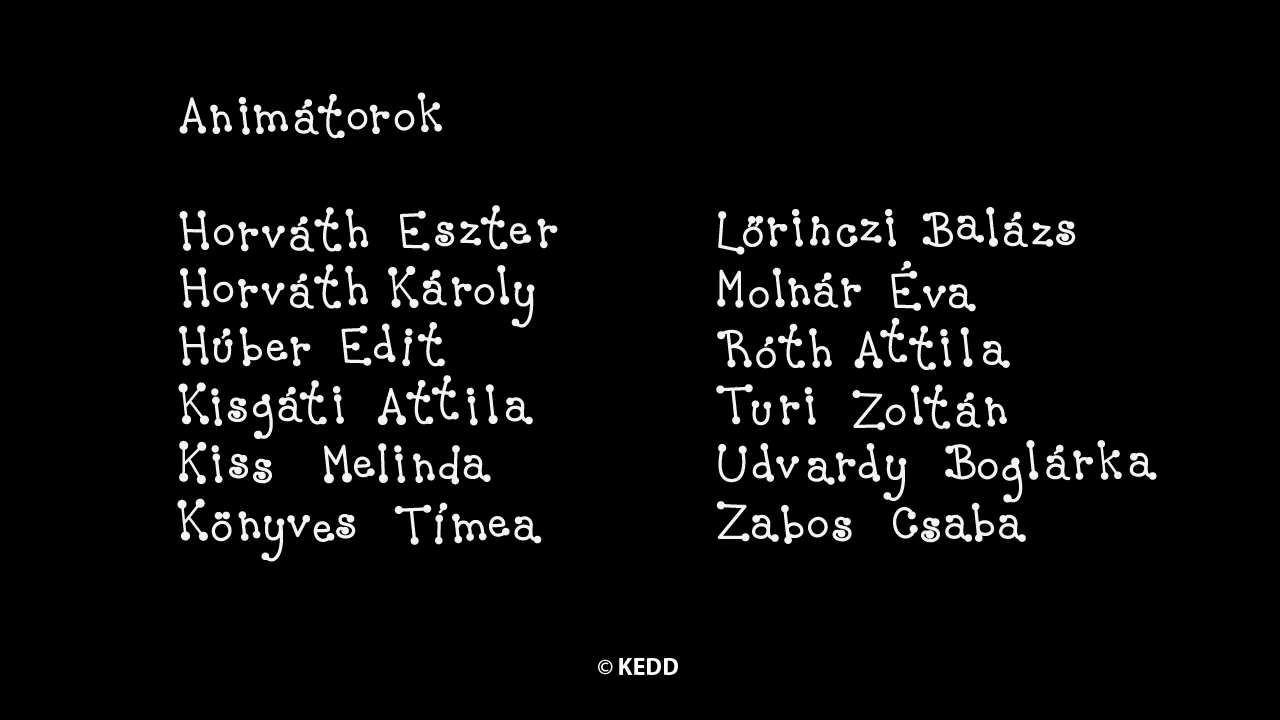 Animátorok
Horváth Eszter
Horváth Károly
Húber Edit
Kisgáti Attila
Kiss Melinda
Könyves Tímea
Lőrinczi Balázs
Molnár Éva
Róth Attila
Turi Zoltán
Udvardy Boglárka
Zabos Csaba
© KEDD